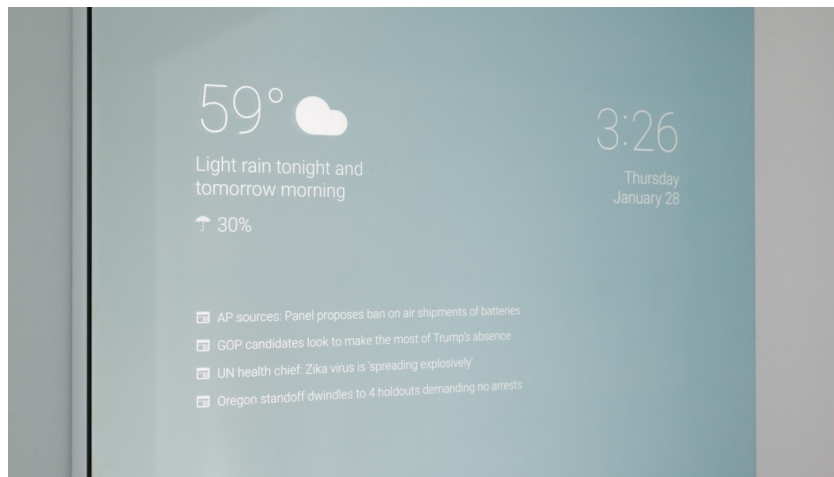 59°
Light rain tonight and
tomorrow morning
30%
3:26
Thursday
January 28
AP sources: Panel proposes ban on air shipments of batteries
GOP candidates look to make the most of Trump's absence
UN health chief: Zika virus is 'spreading explosively'
Oregon standoff dwindles to 4 holdouts demanding no arrests